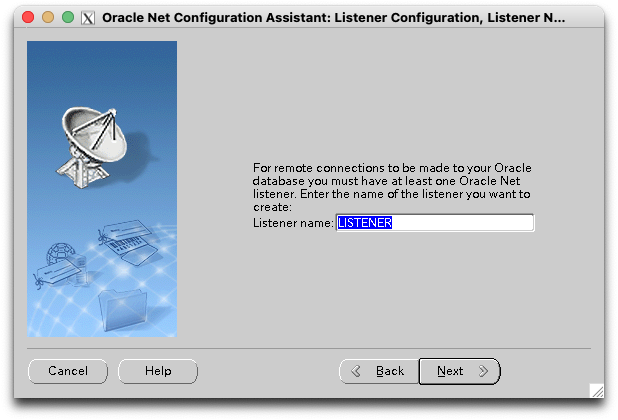 Oracle Net Configuration Assistant: Listener Configuration, Listener N...
For remote connections to be made to your Oracle
database you must have at least one Oracle Net
listener. Enter the name of the listener you want to
create:
Listener name: LISTENER
Cancel Help Back Next